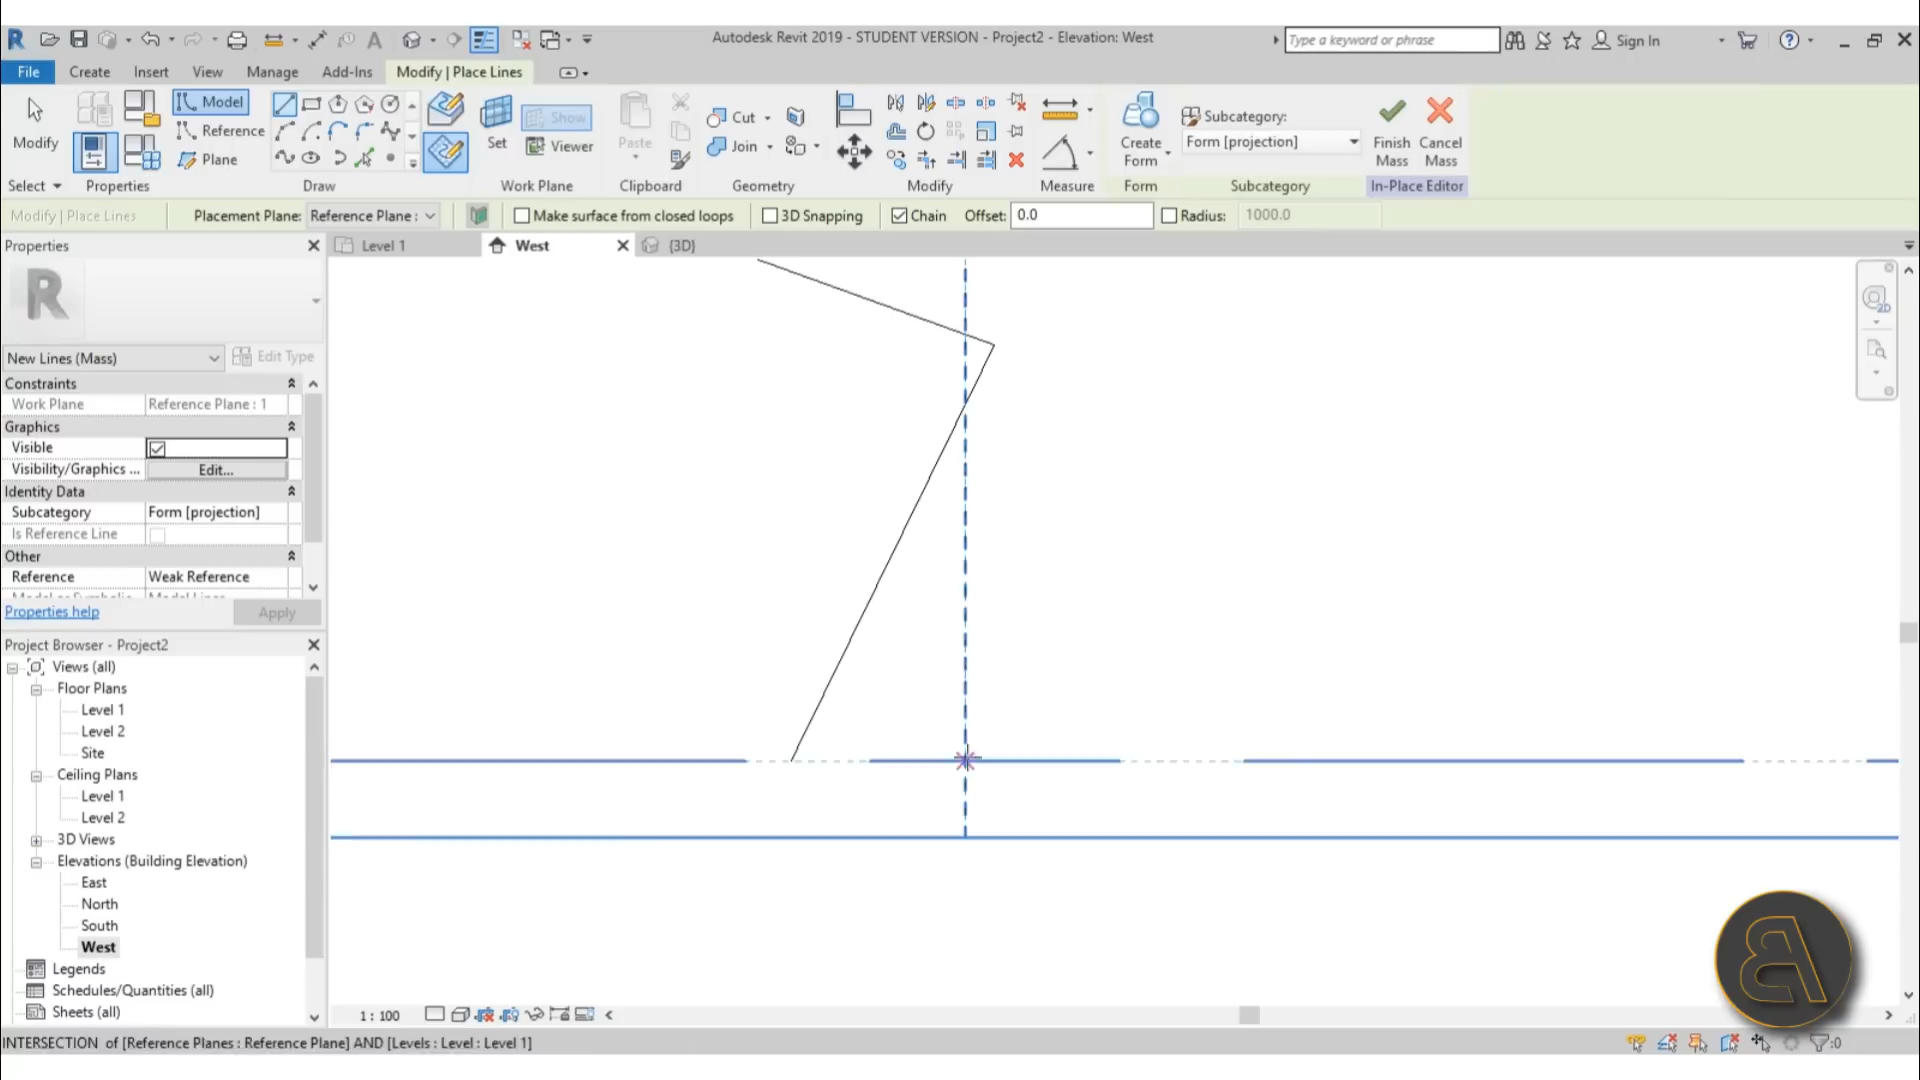 Autodesk Revit 2019 - STUDENT VERSION - Project2 - Elevation: West
Type a keyword or phrase
Sign In
File Create Insert View Manage Add-Ins Modify | Place Lines
Modify
Model
Reference
Plane
Set
Show
Viewer
Paste
Cut
Join
Create Form
Subcategory:
Form [projection]
Finish Mass
Cancel Mass
Select Properties Draw Work Plane Clipboard Geometry Modify Measure Form Subcategory In-Place Editor
Modify | Place Lines Placement Plane: Reference Plane : Make surface from closed loops 3D Snapping Chain Offset: 0.0 Radius: 1000.0
Properties
Level 1 West {3D}
R
New Lines (Mass) Edit Type
Constraints
Work Plane Reference Plane : 1
Graphics
Visible
Visibility/Graphics ... Edit...
Identity Data
Subcategory Form [projection]
Is Reference Line
Other
Reference Weak Reference
Properties help Apply
Project Browser - Project2
Views (all)
Floor Plans
Level 1
Level 2
Site
Ceiling Plans
Level 1
Level 2
3D Views
Elevations (Building Elevation)
East
North
South
West
Legends
Schedules/Quantities (all)
Sheets (all)
1 : 100
INTERSECTION of [Reference Planes : Reference Plane] AND [Levels : Level : Level 1]
:0